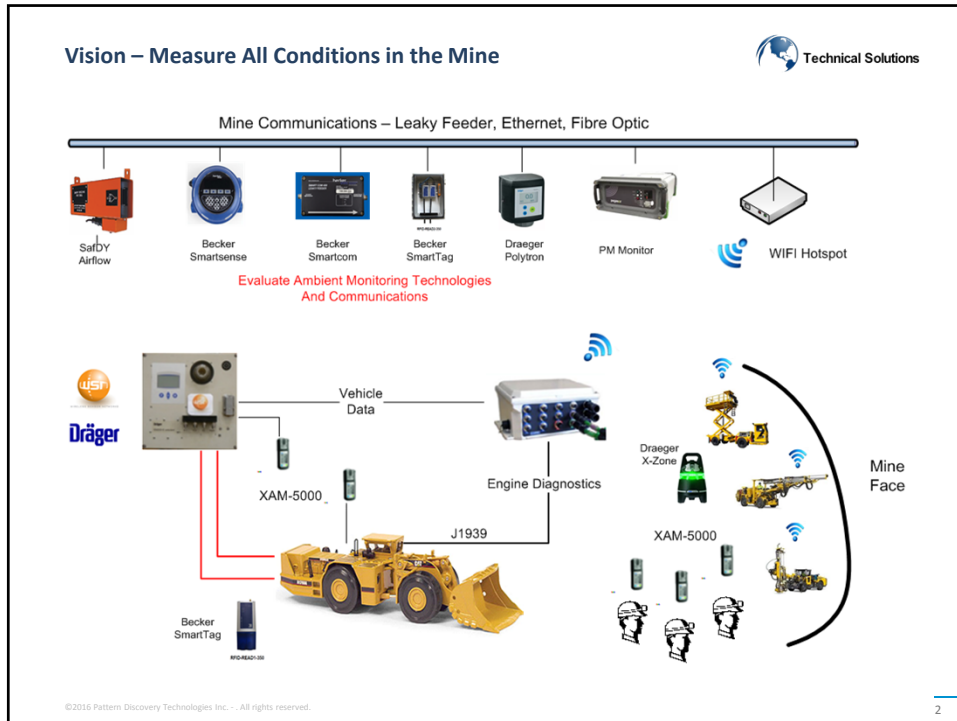 Vision – Measure All Conditions in the Mine
Technical Solutions
Mine Communications – Leaky Feeder, Ethernet, Fibre Optic
SafDY
Airflow
Becker
Smartsense
Becker
Smartcom
Becker
SmartTag
Draeger
Polytron
PM Monitor
WIFI Hotspot
Evaluate Ambient Monitoring Technologies
And Communications
wsn
Dräger
Vehicle
Data
XAM-5000
Engine Diagnostics
J1939
Draeger
X-Zone
XAM-5000
Mine
Face
Becker
SmartTag
RFID-READ1-350
©2016 Pattern Discovery Technologies Inc. - . All rights reserved.
2